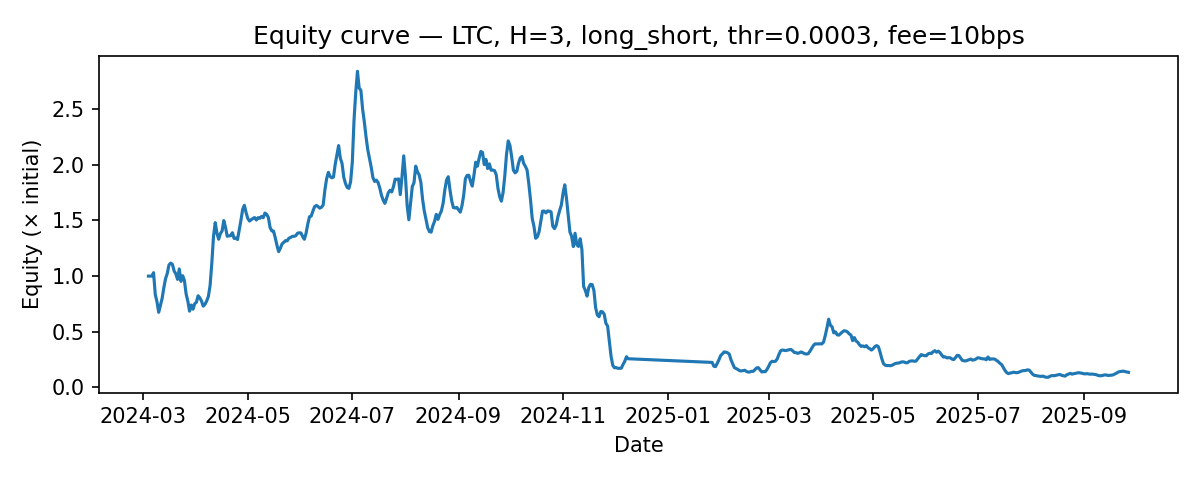 Equity curve — LTC, H=3, long_short, thr=0.0003, fee=10bps
Equity (× initial)
2.5
2.0
1.5
1.0
0.5
0.0
2024-03 2024-05 2024-07 2024-09 2024-11 2025-01 2025-03 2025-05 2025-07 2025-09
Date